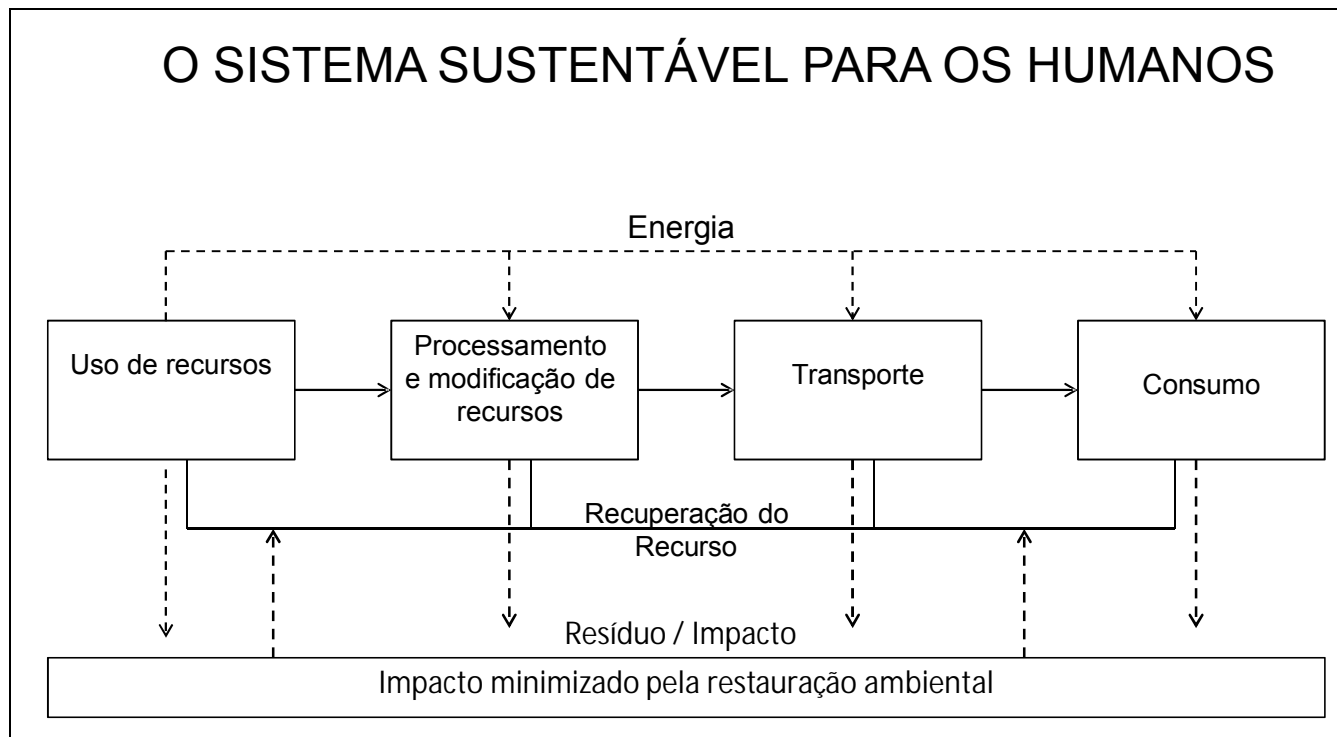 O SISTEMA SUSTENTÁVEL PARA OS HUMANOS
Energia
Uso de recursos
Processamento
e modificação de
recursos
Transporte
Consumo
Recuperação do
Recurso
Resíduo / Impacto
Impacto minimizado pela restauração ambiental